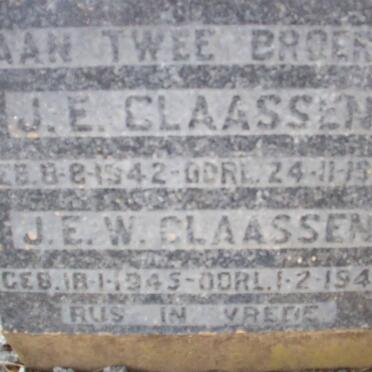 AAN TWEE BROER
J.E. CLAASSEN
EB. 8-8-1942-OORL. 24-11-19
J.E.W. CLAASSEN
GEB. 18-1-1945-OORL. 1-2-194
RUS IN VREDE